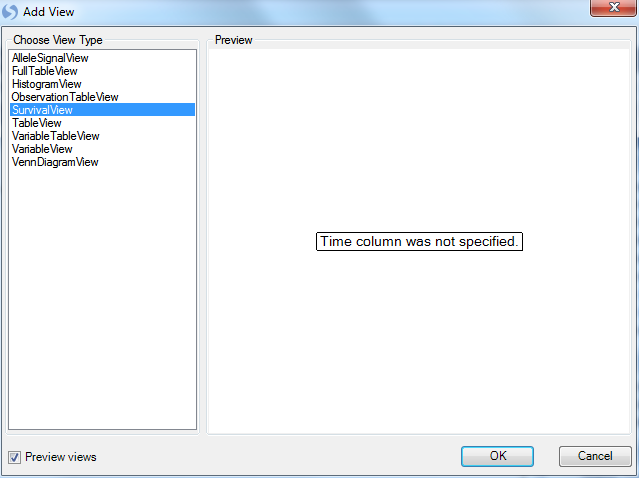 Add View
Choose View Type
AlleleSignalView
FullTableView
HistogramView
ObservationTableView
SurvivalView
TableView
VariableTableView
VariableView
VennDiagramView
Preview
Time column was not specified.
Preview views
OK
Cancel